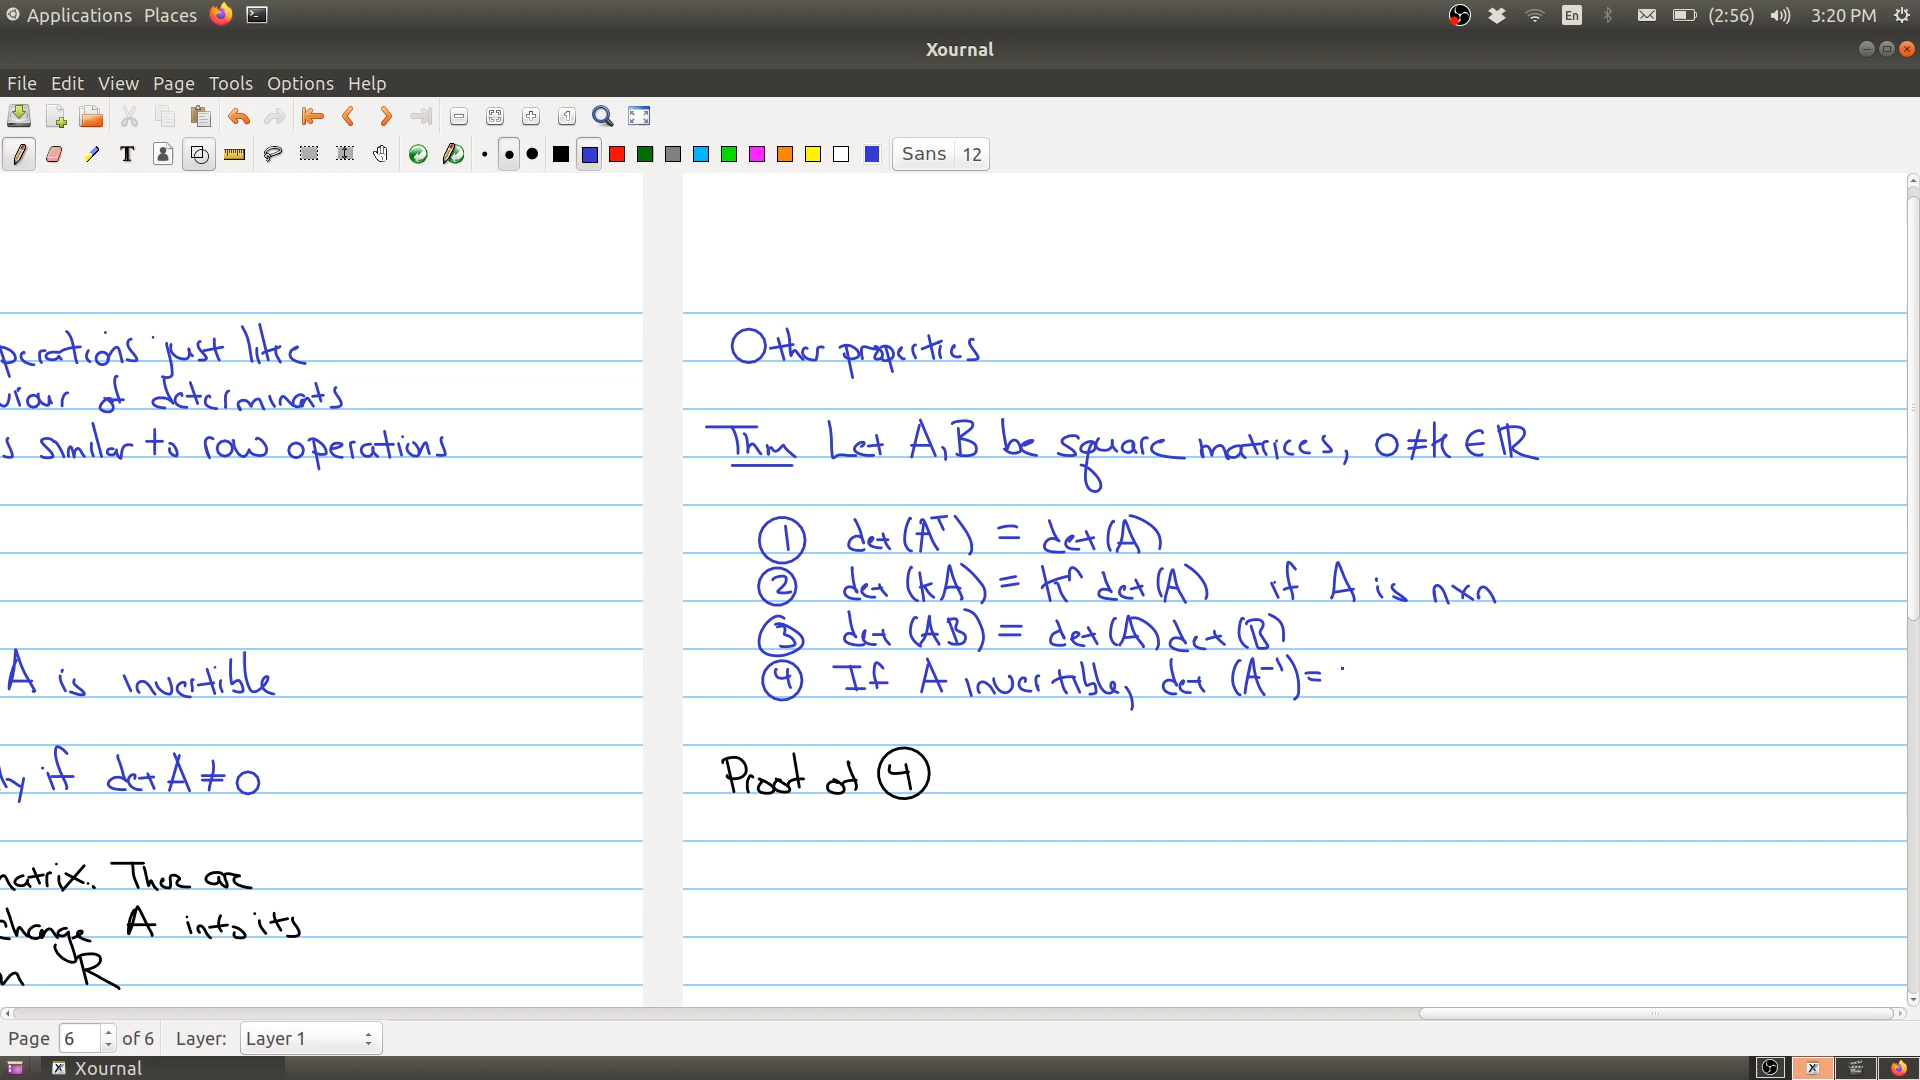 Applications Places En (2:56) 3:20 PM
Xournal
File Edit View Page Tools Options Help
T Sans 12
perations just like
viour of determinats
s similar to row operations
A is invertible
ly if det A ≠ 0
matrix. There are
change A into its
n R
Other properties
Thm Let A, B be square matrices, 0 ≠ k ∈ ℝ
① det (Aᵀ) = det (A)
② det (kA) = kⁿ det (A) if A is n×n
③ det (AB) = det (A) det (B)
④ If A invertible, det (A⁻¹) =
Proof of ④
Page 6 of 6 Layer: Layer 1
Xournal